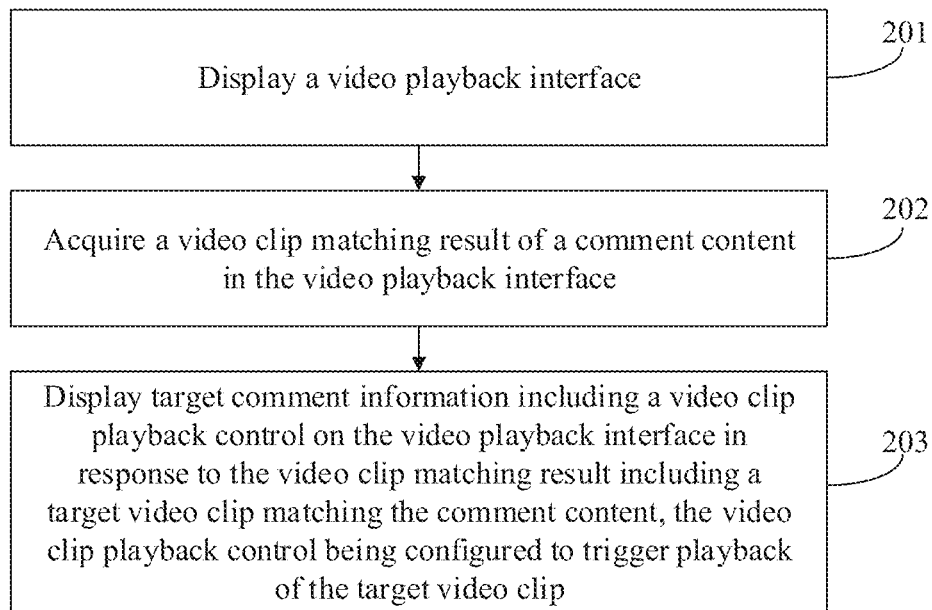 201
Display a video playback interface
202
Acquire a video clip matching result of a comment content
in the video playback interface
Display target comment information including a video clip
playback control on the video playback interface in
response to the video clip matching result including a
target video clip matching the comment content, the video
clip playback control being configured to trigger playback
of the target video clip
203